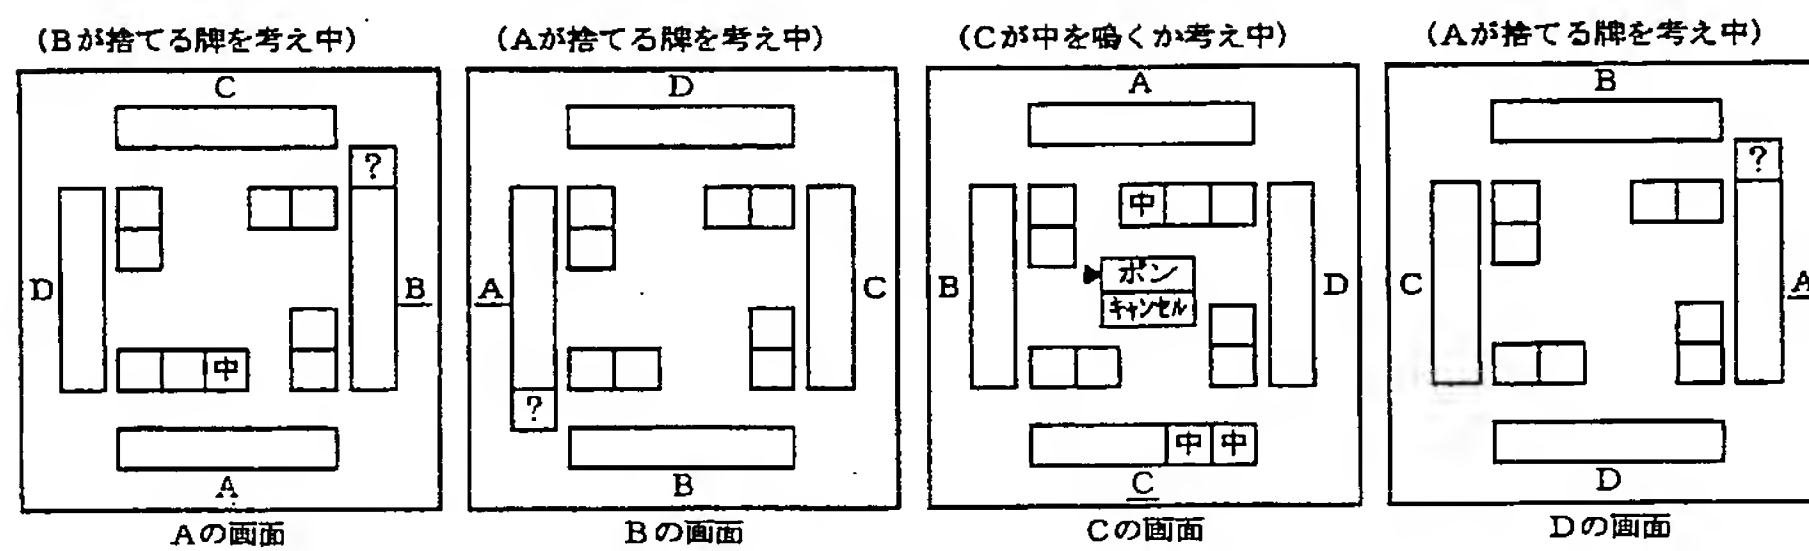 (Bが捨てる牌を考え中)
C
?
D
B
中
A
Aの画面
(Aが捨てる牌を考え中)
D
A
C
?
B
Bの画面
(Cが中を鳴くか考え中)
A
中
B
ポン
キャンセル
D
中 中
C
Cの画面
(Aが捨てる牌を考え中)
B
?
C
A
D
Dの画面